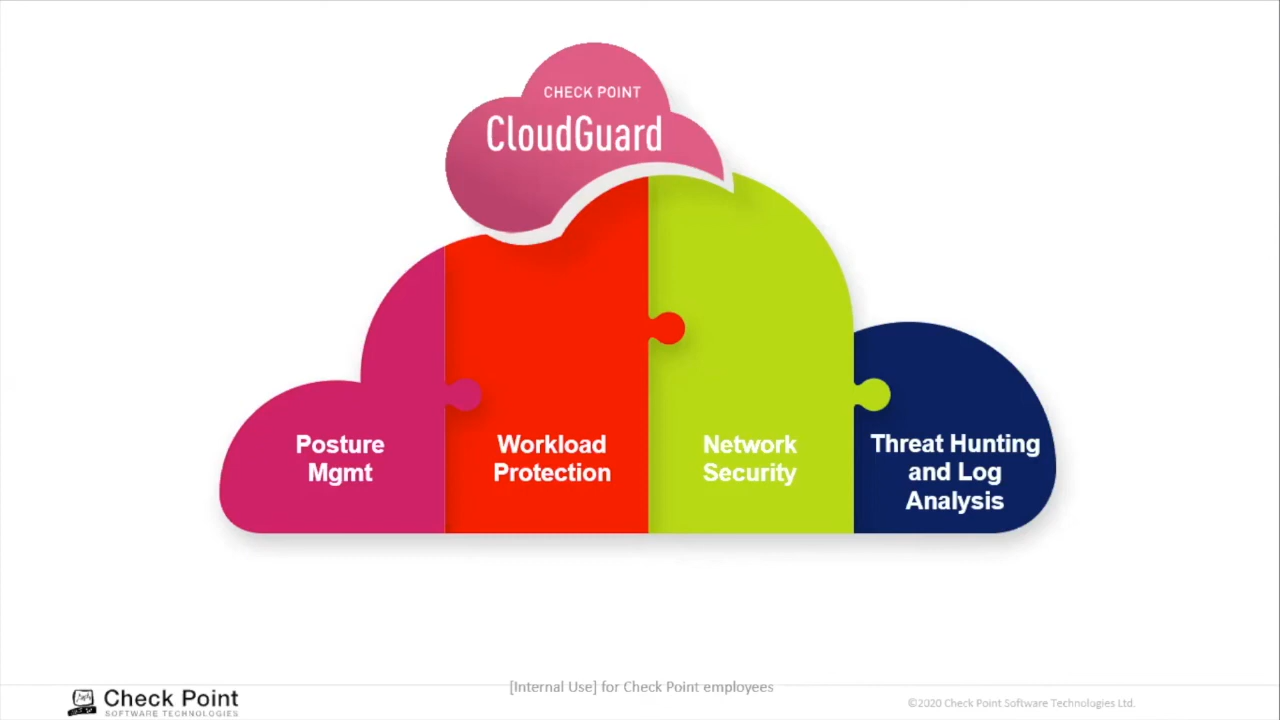 CHECK POINT
CloudGuard
Posture
Mgmt
Workload
Protection
Network
Security
Threat Hunting
and Log
Analysis
[Internal Use] for Check Point employees
Check Point
SOFTWARE TECHNOLOGIES
©2020 Check Point Software Technologies Ltd.